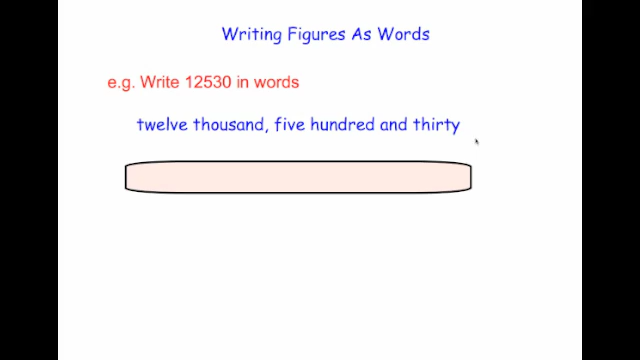 Writing Figures As Words
e.g. Write 12530 in words
twelve thousand, five hundred and thirty